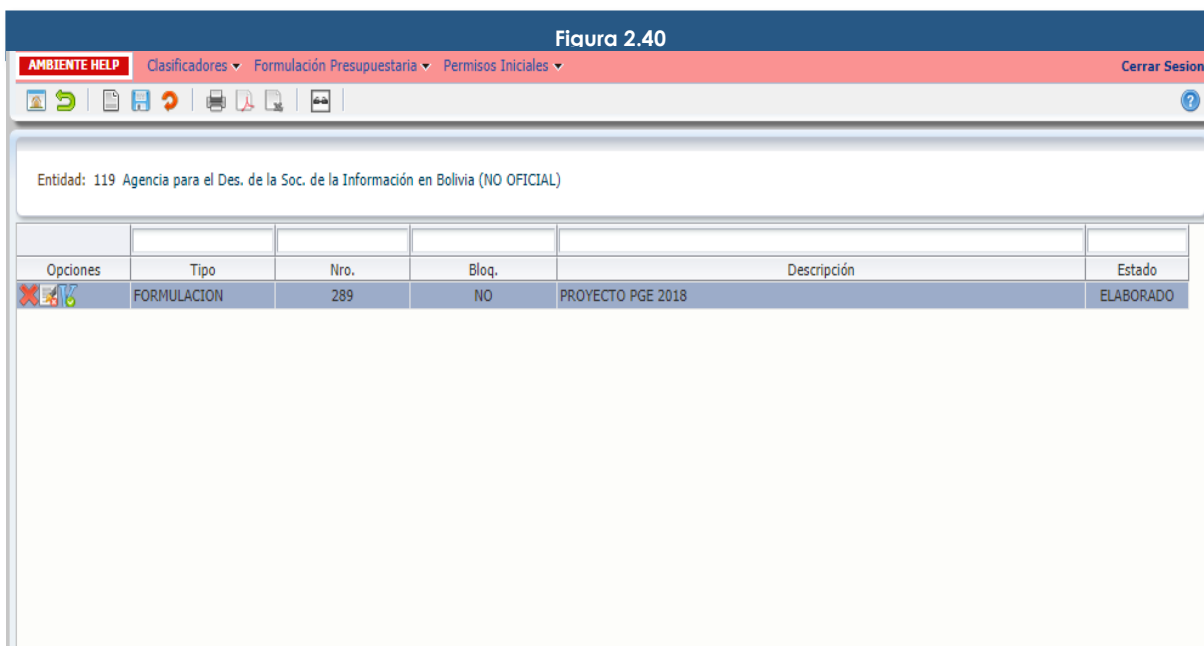 Figura 2.40
AMBIENTE HELP Clasificadores Formulación Presupuestaria Permisos Iniciales Cerrar Sesion
Entidad: 119 Agencia para el Des. de la Soc. de la Información en Bolivia (NO OFICIAL)
Opciones Tipo Nro. Bloq. Descripción Estado
FORMULACION 289 NO PROYECTO PGE 2018 ELABORADO